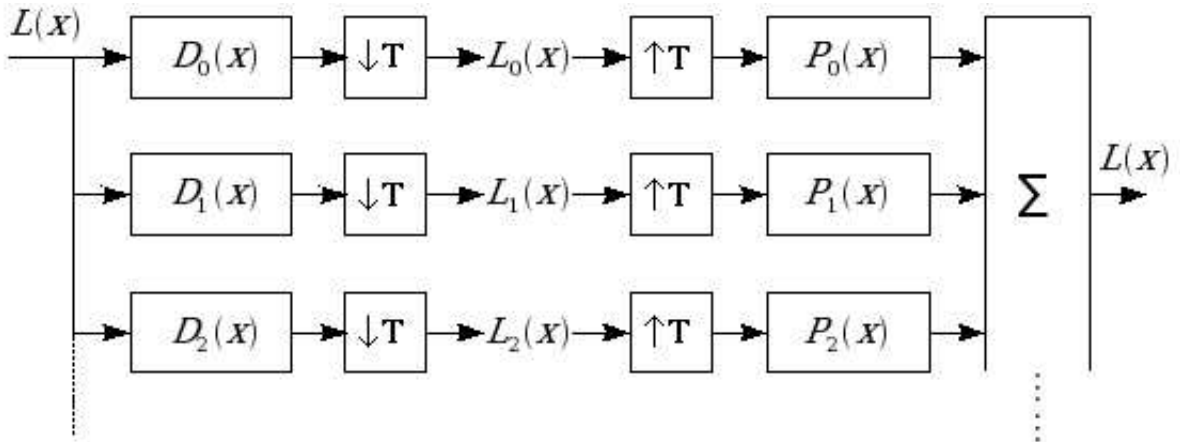 L(x)
D₀(x) ↓T L₀(x) ↑T P₀(x)
L(x)
D₁(x) ↓T L₁(x) ↑T P₁(x) Σ
D₂(x) ↓T L₂(x) ↑T P₂(x)